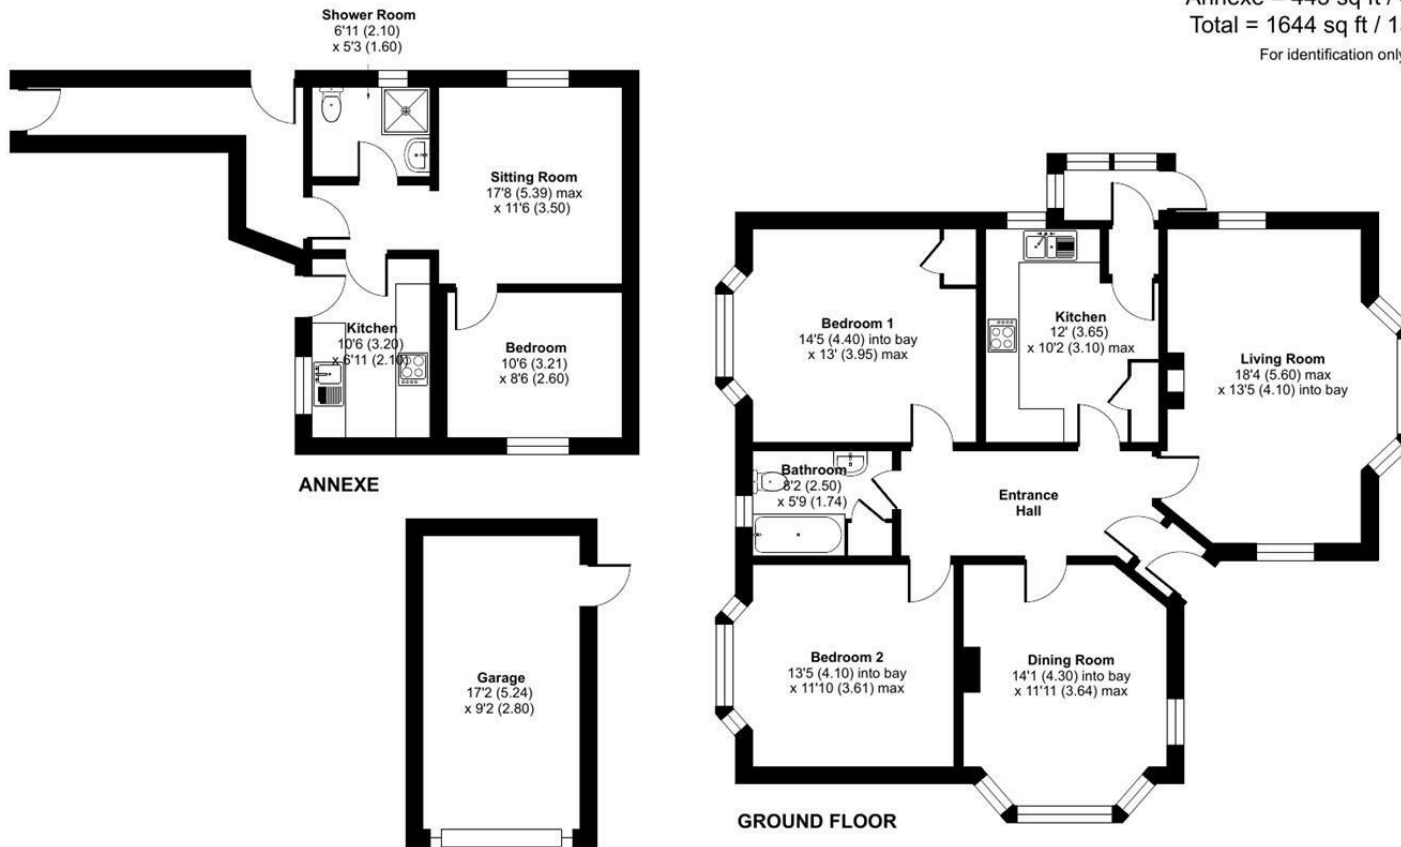 Annexe = 443 sq ft /
Total = 1644 sq ft / 1
For identification only
Shower Room
6'11 (2.10)
x 5'3 (1.60)
Sitting Room
17'8 (5.39) max
x 11'6 (3.50)
Kitchen
10'6 (3.20)
x 6'11 (2.10)
Bedroom
10'6 (3.21)
x 8'6 (2.60)
ANNEXE
Garage
17'2 (5.24)
x 9'2 (2.80)
Bedroom 1
14'5 (4.40) into bay
x 13' (3.95) max
Kitchen
12' (3.65)
x 10'2 (3.10) max
Living Room
18'4 (5.60) max
x 13'5 (4.10) into bay
Bathroom
8'2 (2.50)
x 5'9 (1.74)
Entrance
Hall
Bedroom 2
13'5 (4.10) into bay
x 11'10 (3.61) max
Dining Room
14'1 (4.30) into bay
x 11'11 (3.64) max
GROUND FLOOR